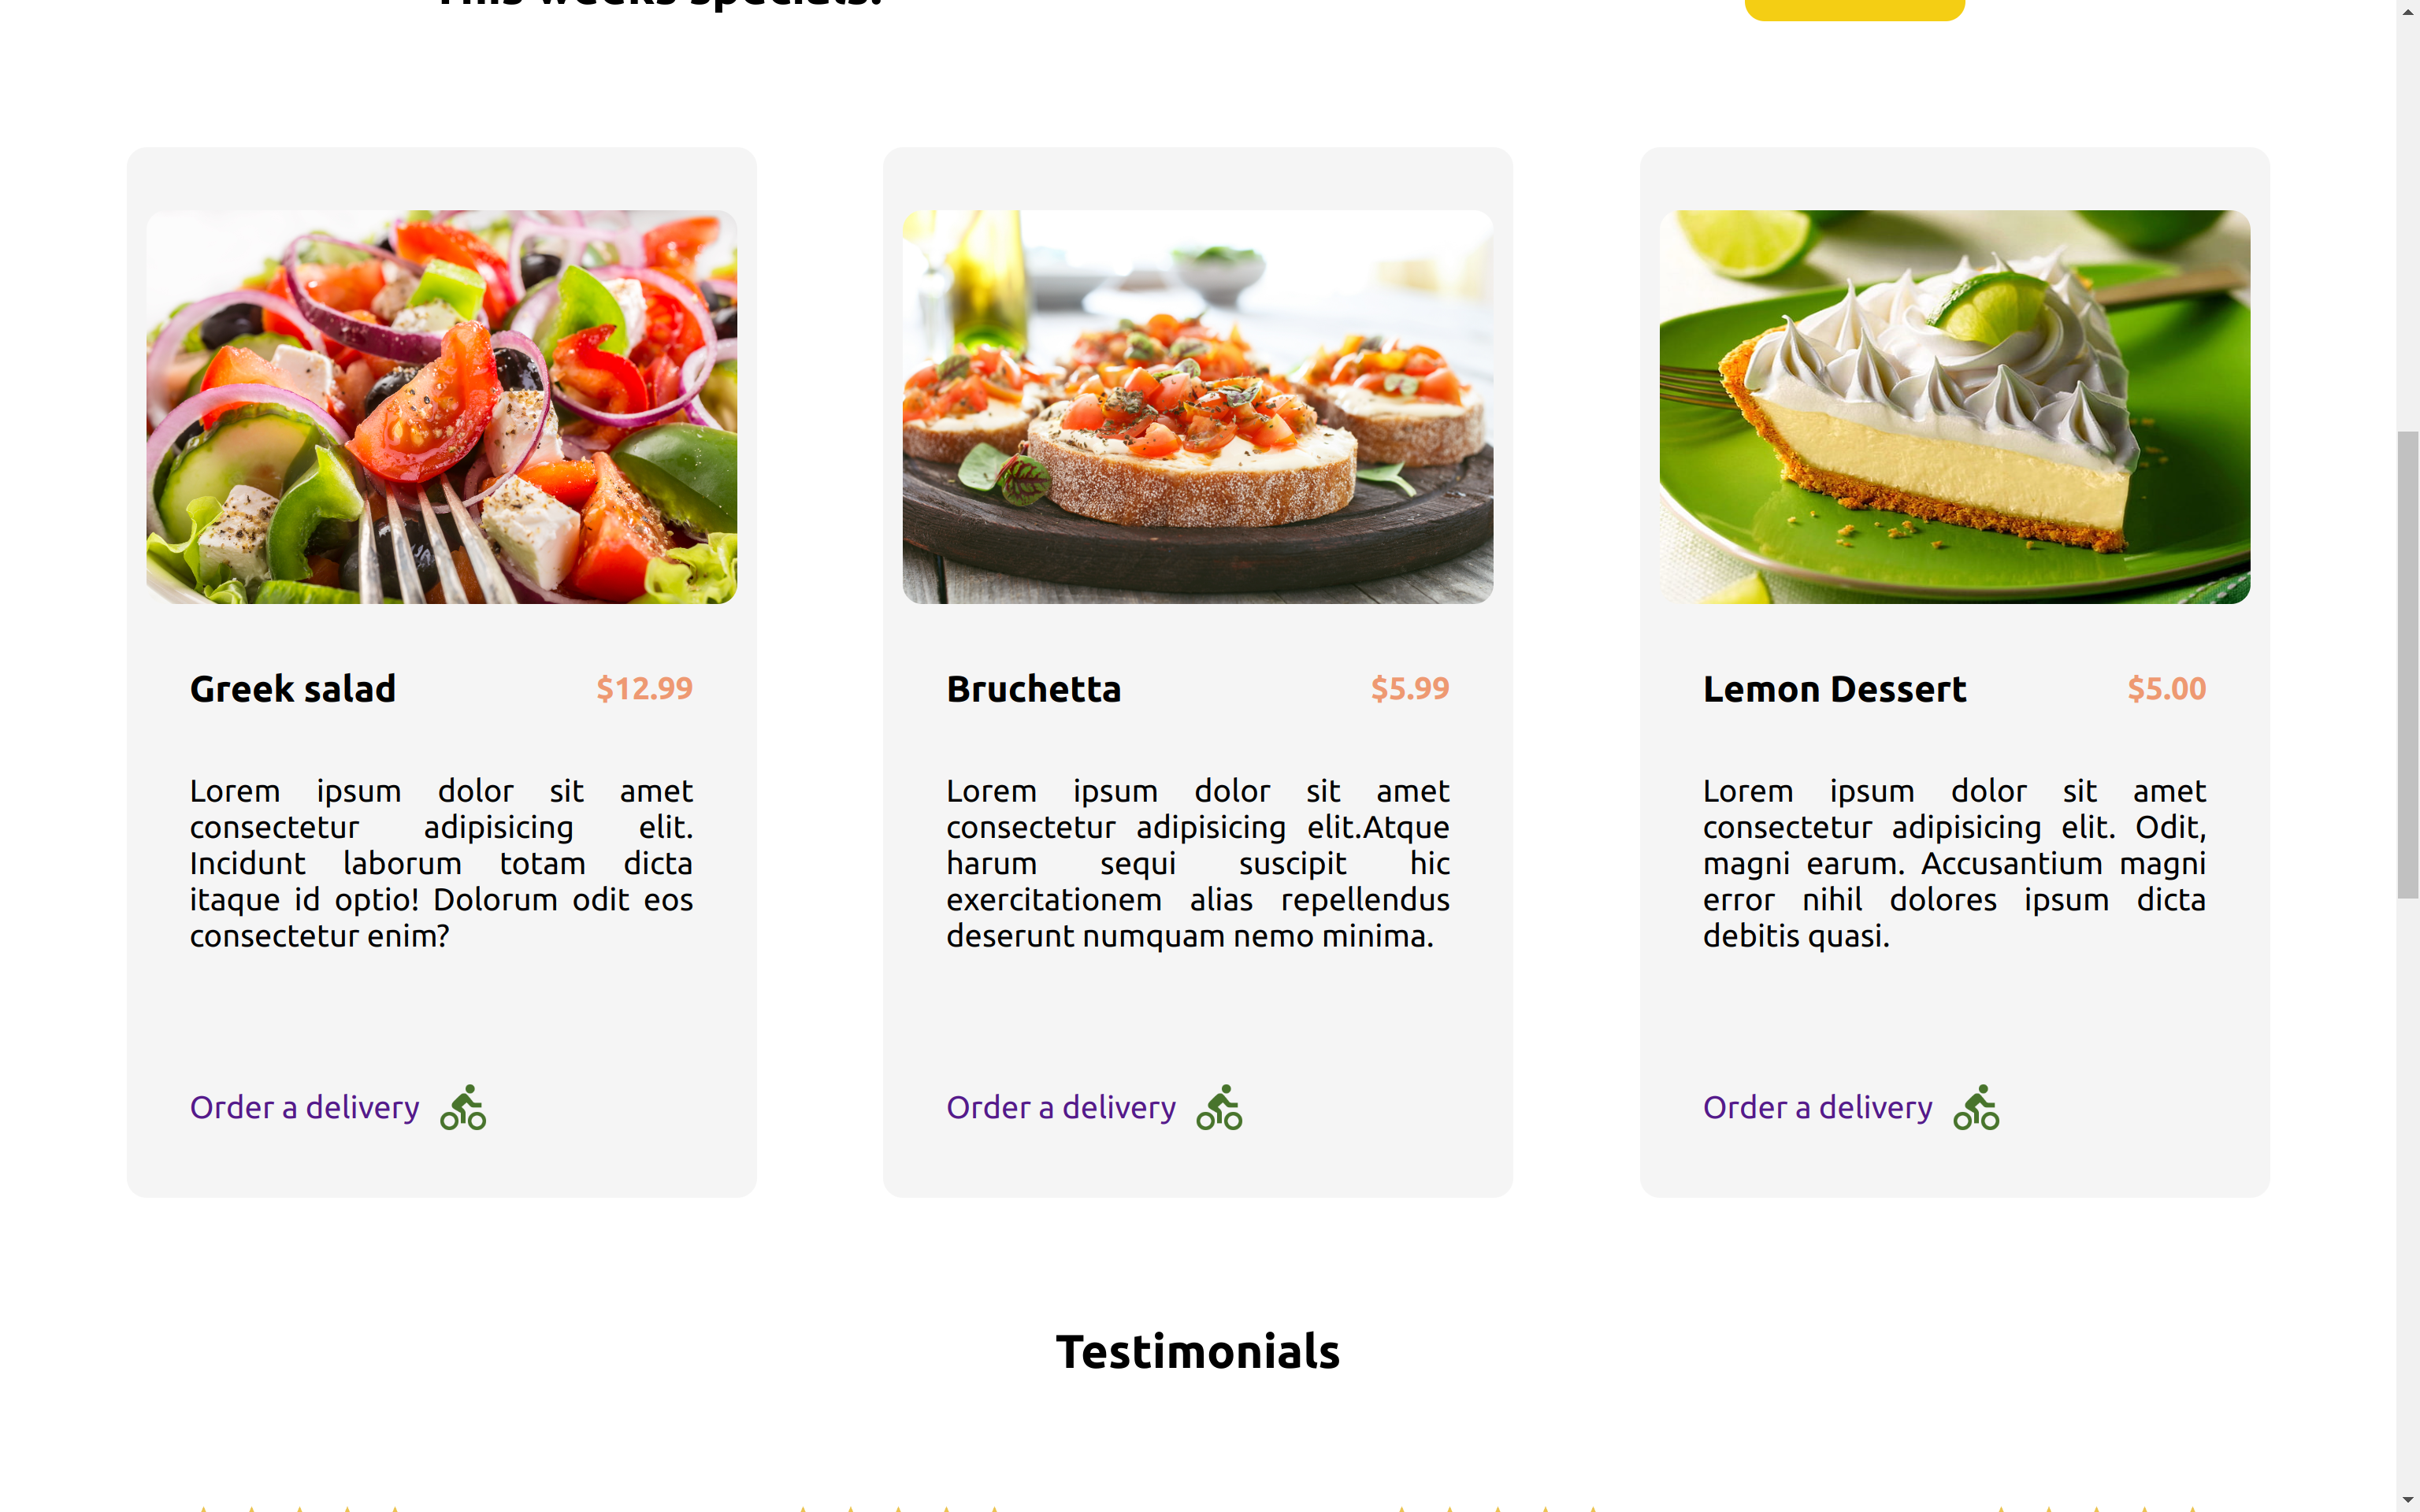 This weeks specials!
Greek salad
$12.99
Lorem ipsum dolor sit amet
consectetur adipisicing elit.
Incidunt laborum totam dicta
itaque id optio! Dolorum odit eos
consectetur enim?
Order a delivery
Bruchetta
$5.99
Lorem ipsum dolor sit amet
consectetur adipisicing elit.Atque
harum sequi suscipit hic
exercitationem alias repellendus
deserunt numquam nemo minima.
Order a delivery
Lemon Dessert
$5.00
Lorem ipsum dolor sit amet
consectetur adipisicing elit. Odit,
magni earum. Accusantium magni
error nihil dolores ipsum dicta
debitis quasi.
Order a delivery
Testimonials